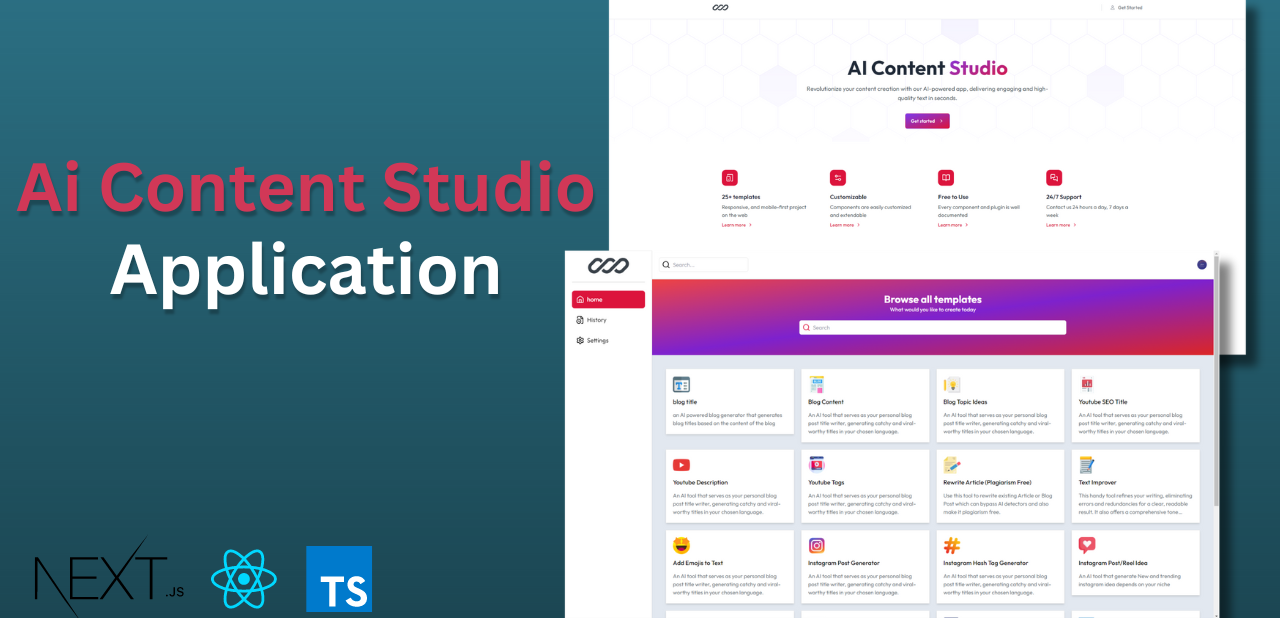 Ai Content Studio
Application
NEXT.JS
TS
Get Started
AI Content Studio
Revolutionize your content creation with our AI-powered app, delivering engaging and high-
quality text in seconds.
Get started
25+ templates
Responsive, and mobile-first project
on the web
Learn more
Customizable
Components are easily customized
and extendable
Learn more
Free to Use
Every component and plugin is well
documented
Learn more
24/7 Support
Contact us 24 hours a day, 7 days a
week
Learn more
Search...
home
History
Settings
Browse all templates
What would you like to create today
Search
blog title
an AI powered blog generator that generates
blog titles based on the content of the blog
Blog Content
An AI tool that serves as your personal blog
post title writer, generating catchy and viral-
worthy titles in your chosen language.
Blog Topic Ideas
An AI tool that serves as your personal blog
post title writer, generating catchy and viral-
worthy titles in your chosen language.
Youtube SEO Title
An AI tool that serves as your personal blog
post title writer, generating catchy and viral-
worthy titles in your chosen language.
Youtube Description
An AI tool that serves as your personal blog
post title writer, generating catchy and viral-
worthy titles in your chosen language.
Youtube Tags
An AI tool that serves as your personal blog
post title writer, generating catchy and viral-
worthy titles in your chosen language.
Rewrite Article (Plagiarism Free)
Use this tool to rewrite existing Article or Blog
Post which can bypass AI detectors and also
make it plagiarism free.
Text Improver
This handy tool refines your writing, eliminating
errors and redundancies for a clear, readable
result. It also offers a comprehensive tone...
Add Emojis to Text
An AI tool that serves as your personal blog
post title writer, generating catchy and viral-
worthy titles in your chosen language.
Instagram Post Generator
An AI tool that serves as your personal blog
post title writer, generating catchy and viral-
worthy titles in your chosen language.
Instagram Hash Tag Generator
An AI tool that serves as your personal blog
post title writer, generating catchy and viral-
worthy titles in your chosen language.
Instagram Post/Reel Idea
An AI tool that generate New and trending
instagram idea depends on your niche